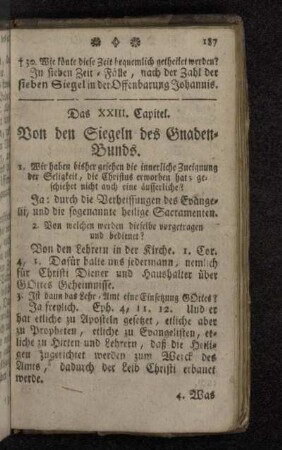 187
† 30. Wie könte diese Zeit bequemlich getheilet werden?
In sieben Zeit-Fälle, nach der Zahl der
sieben Siegel in der Offenbarung Johannis.
Das XXIII. Capitel.
Von den Siegeln des Gnaden-
Bunds.
1. Wir haben bisher gesehen die innerliche Zueignung
der Seligkeit, die Christus erworben hat; ge-
schiehet nicht auch eine äusserliche?
Ja: durch die Verheissungen des Evange-
lii, und die sogenannte heilige Sacramenten.
2. Von welchen werden dieselbe vorgetragen
und bedienet?
Von den Lehrern in der Kirche. 1. Cor.
4, 1. Dafür halte uns jedermann, nemlich
für Christi Diener und Haushalter über
GOttes Geheimnisse.
3. Ist dann das Lehr-Amt eine Einsetzung GOttes?
Ja freylich. Eph. 4, 11. 12. Und er
hat etliche zu Aposteln gesetzet, etliche aber
zu Propheten, etliche zu Evangelisten, et-
liche zu Hirten und Lehrern, daß die Heili-
gen zugerichtet werden zum Werck des
Amts, dadurch der Leib Christi erbauet
werde.
4. Was